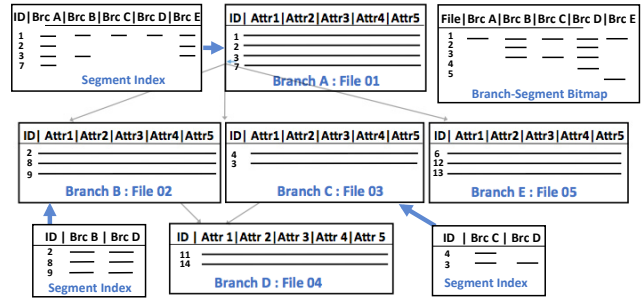 ID|Brc A|Brc B|Brc C|Brc D|Brc E
1
2
3
7
Segment Index
ID| Attr1|Attr2|Attr3|Attr4|Attr5
1
2
3
7
Branch A : File 01
File|Brc A|Brc B|Brc C|Brc D|Brc E
1
2
3
4
5
Branch-Segment Bitmap
ID| Attr1|Attr2|Attr3|Attr4|Attr5
2
8
9
Branch B : File 02
ID| Attr1|Attr2|Attr3|Attr4|Attr5
4
3
Branch C : File 03
ID| Attr1|Attr2|Attr3|Attr4|Attr5
6
12
13
Branch E : File 05
ID | Brc B | Brc D
2
8
9
Segment Index
ID | Attr 1|Attr 2|Attr 3|Attr 4|Attr 5
11
14
Branch D : File 04
ID | Brc C | Brc D
4
3
Segment Index